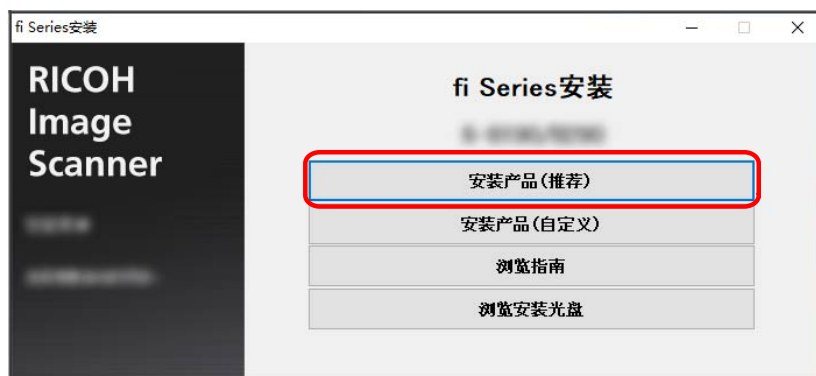 fi Series安装
RICOH
Image
Scanner
fi Series安装
安装产品(推荐)
安装产品(自定义)
浏览指南
浏览安装光盘